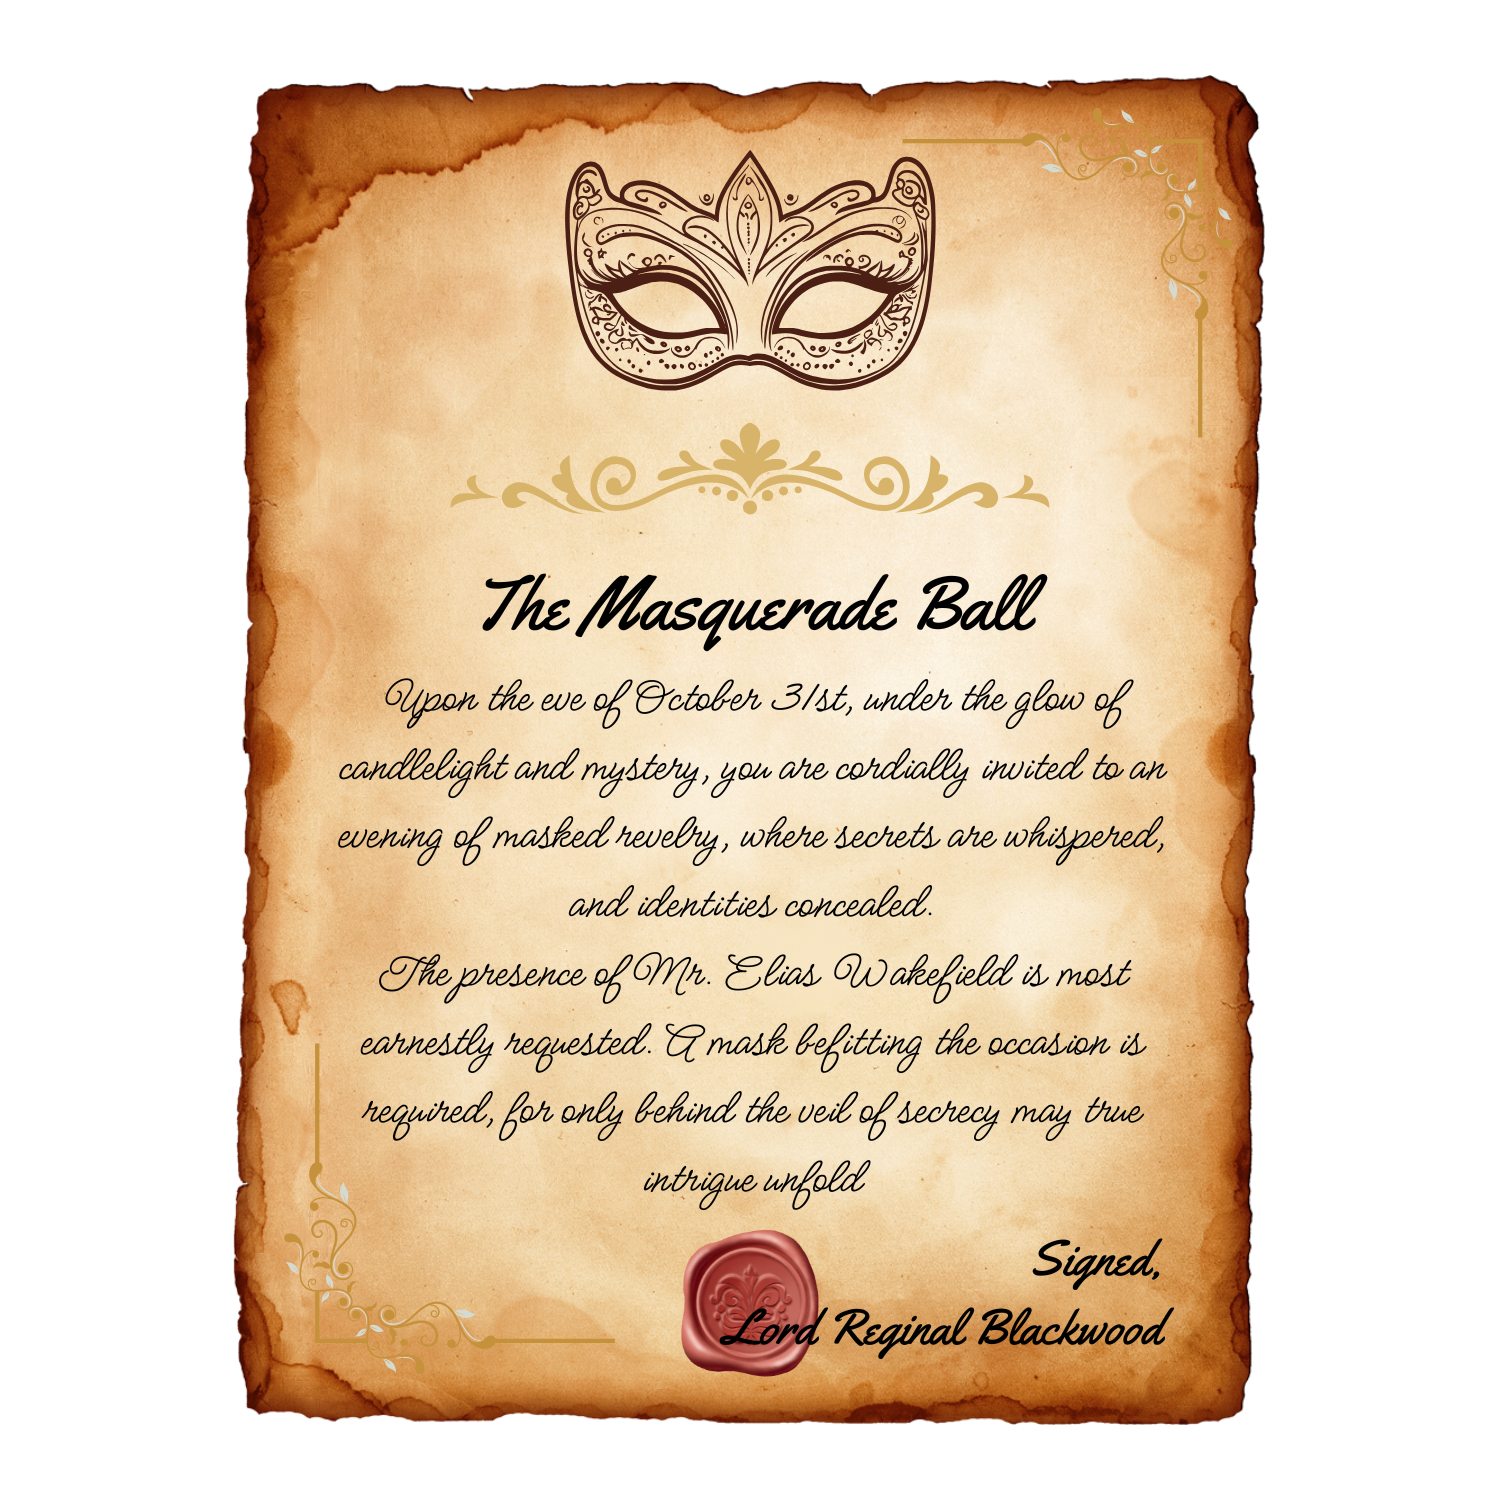 The Masquerade Ball
Upon the eve of October 31st, under the glow of
candlelight and mystery, you are cordially invited to an
evening of masked revelry, where secrets are whispered,
and identities concealed.
The presence of Mr. Elias Wakefield is most
earnestly requested. A mask befitting the occasion is
required, for only behind the veil of secrecy may true
intrigue unfold
Signed,
Lord Reginal Blackwood